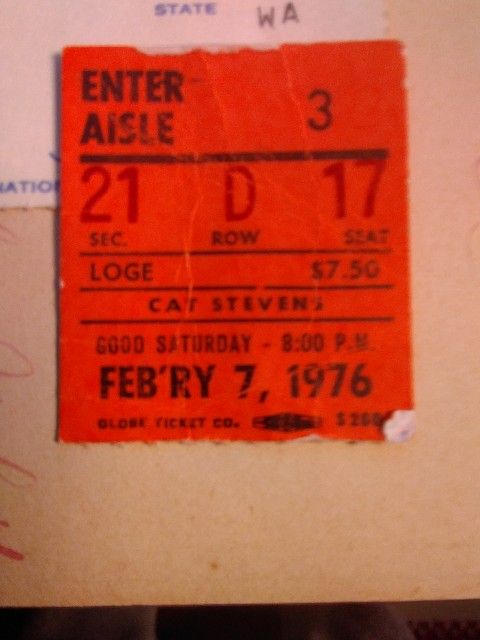 STATE WA
ENTER
AISLE 3
21 D 17
SEC. ROW SEAT
LOGE $7.50
CAT STEVENS
GOOD SATURDAY - 8:00 P.M.
FEB'RY 7, 1976
GLOBE TICKET CO.